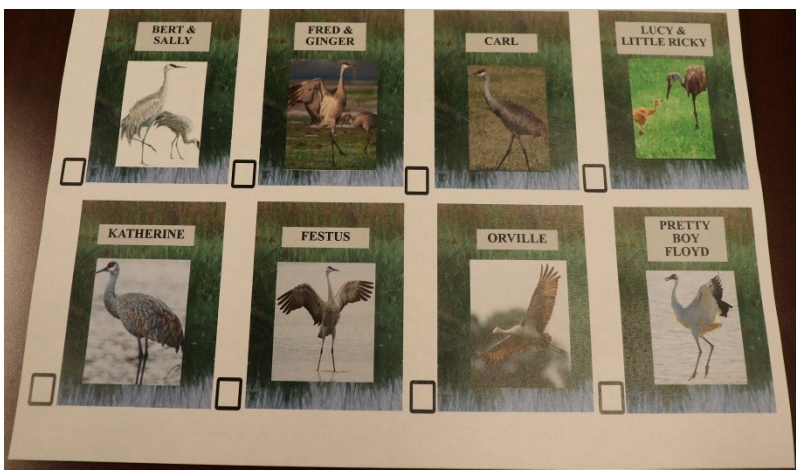 BERT &
SALLY
FRED &
GINGER
CARL
LUCY &
LITTLE RICKY
KATHERINE
FESTUS
ORVILLE
PRETTY
BOY
FLOYD